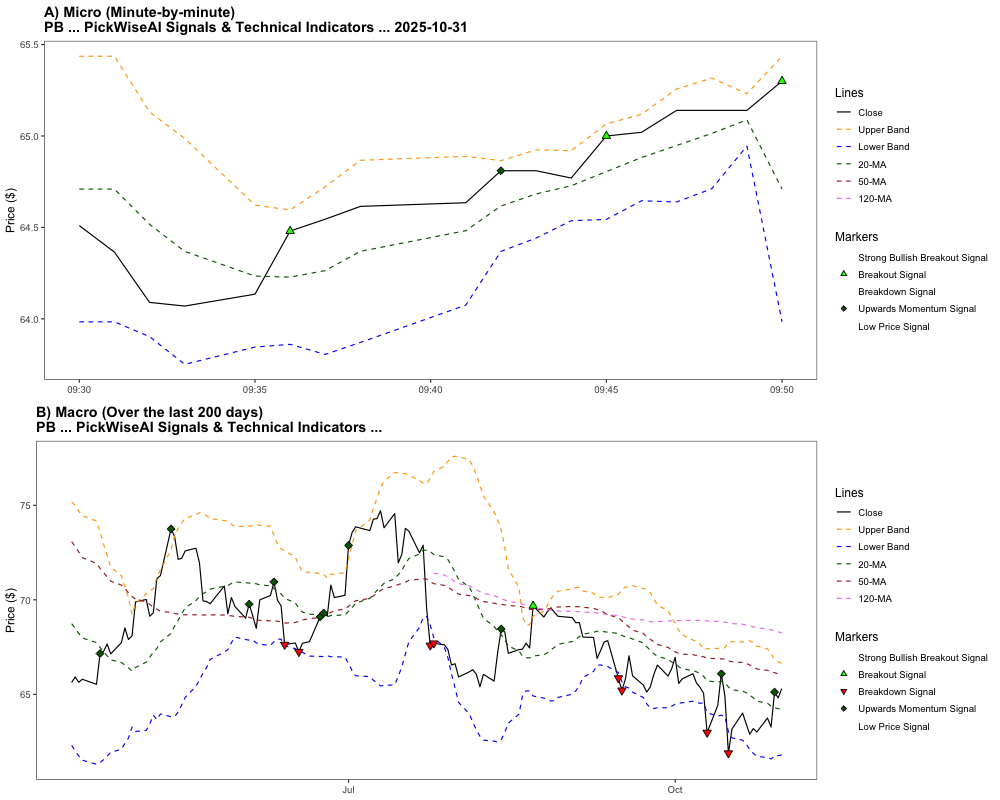 A) Micro (Minute-by-minute)
PB ... PickWiseAI Signals & Technical Indicators ... 2025-10-31
65.5
65.0
64.5
64.0
Price ($)
09:30
09:35
09:40
09:45
09:50
Lines
Close
Upper Band
Lower Band
20-MA
50-MA
120-MA
Markers
Strong Bullish Breakout Signal
Breakout Signal
Breakdown Signal
Upwards Momentum Signal
Low Price Signal
B) Macro (Over the last 200 days)
PB ... PickWiseAI Signals & Technical Indicators ...
75
70
65
Price ($)
Jul
Oct
Lines
Close
Upper Band
Lower Band
20-MA
50-MA
120-MA
Markers
Strong Bullish Breakout Signal
Breakout Signal
Breakdown Signal
Upwards Momentum Signal
Low Price Signal